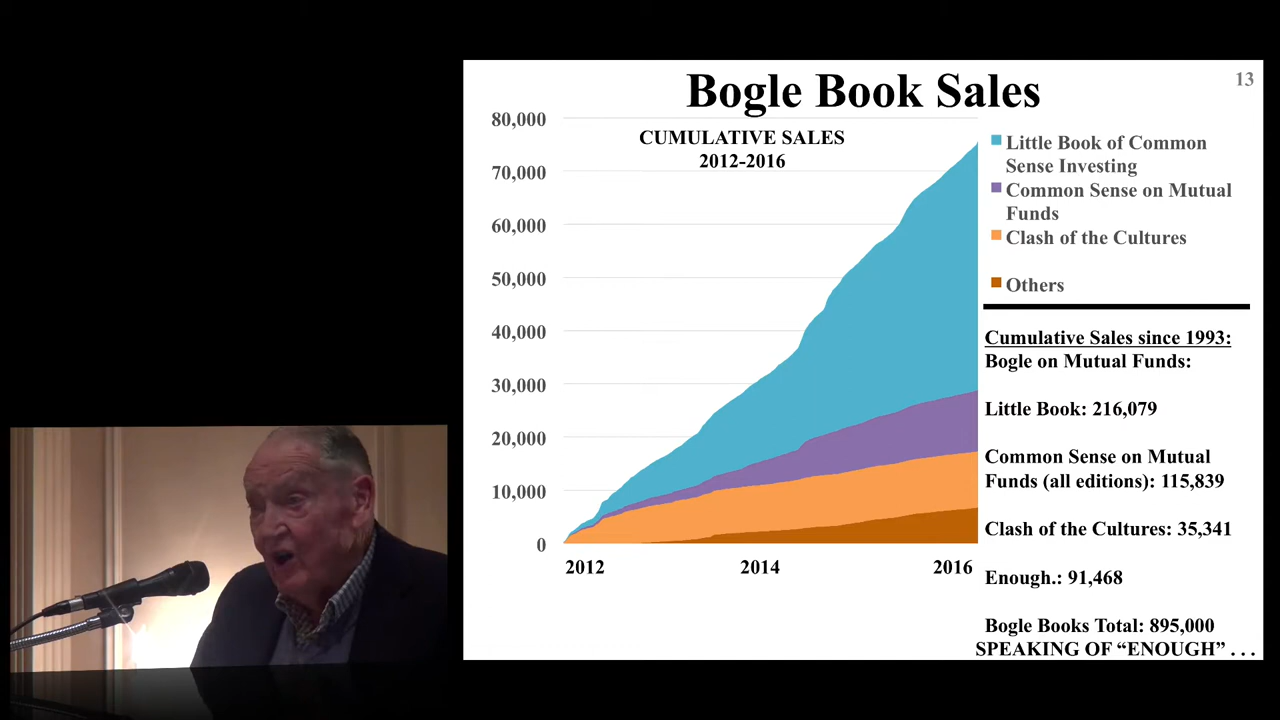 Bogle Book Sales
13
CUMULATIVE SALES
2012-2016
80,000
70,000
60,000
50,000
40,000
30,000
20,000
10,000
0
2012
2014
2016
Little Book of Common
Sense Investing
Common Sense on Mutual
Funds
Clash of the Cultures
Others
Cumulative Sales since 1993:
Bogle on Mutual Funds:
Little Book: 216,079
Common Sense on Mutual
Funds (all editions): 115,839
Clash of the Cultures: 35,341
Enough.: 91,468
Bogle Books Total: 895,000
SPEAKING OF “ENOUGH” . . .